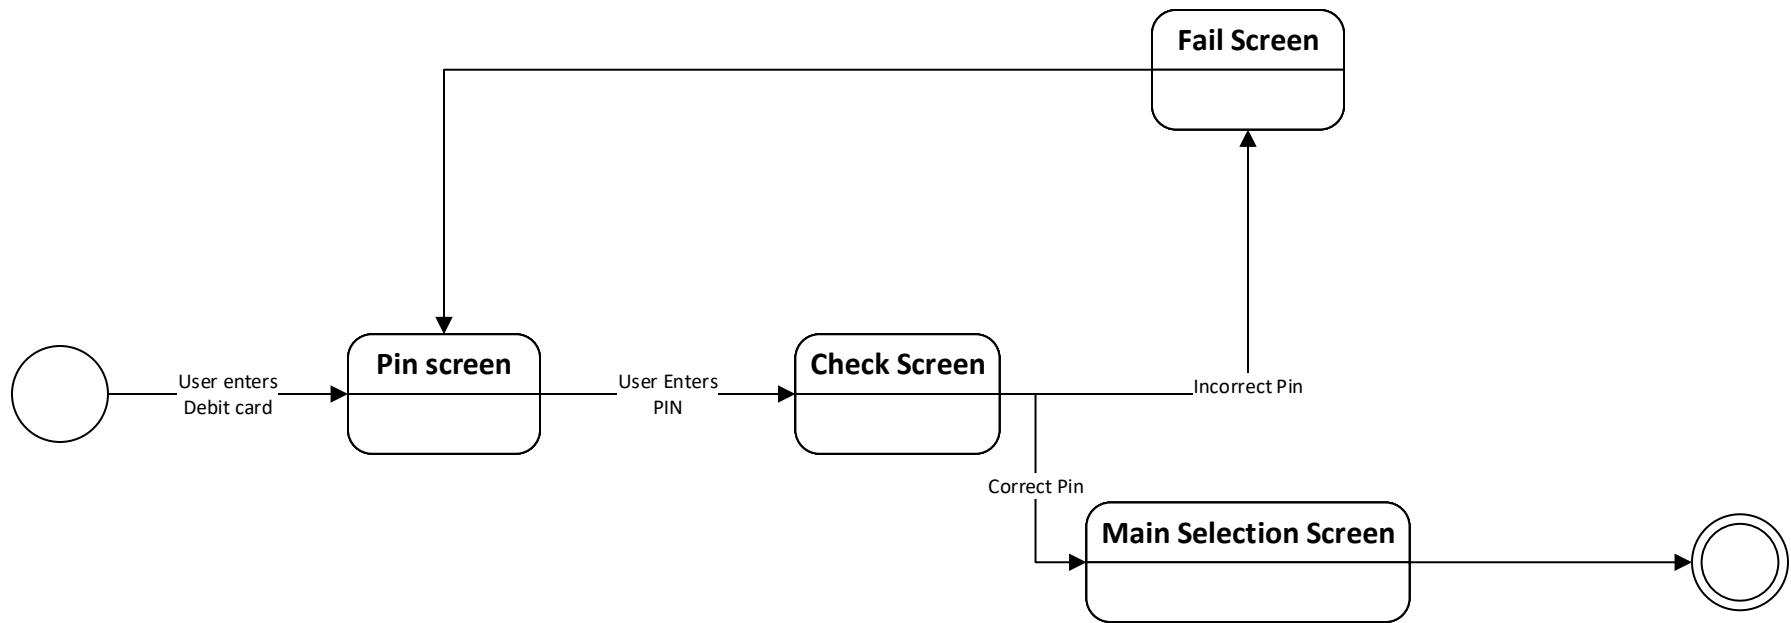 Fail Screen
Pin screen
Check Screen
User enters
Debit card
User Enters
PIN
Incorrect Pin
Correct Pin
Main Selection Screen